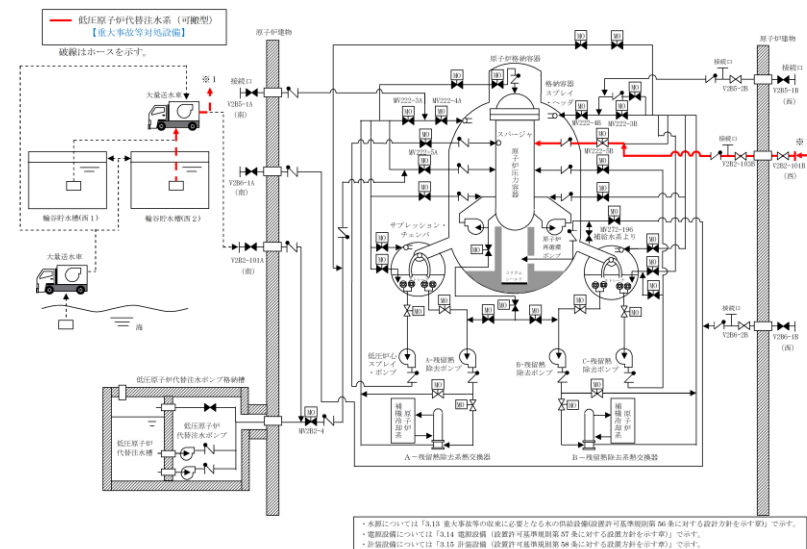 低圧原子炉代替注水系(可搬型)
【重大事故等対処設備】
破線はホースを示す。
※1
大量送水車
輪谷貯水槽(西1)
輪谷貯水槽(西2)
大量送水車
海
原子炉建物
接続口
V2B5-1A
(南)
V2B6-1A
(南)
V2B2-101A
(南)
低圧原子炉代替注水ポンプ格納槽
低圧原子炉
代替注水ポンプ
低圧原子炉
代替注水槽
MO
MV2B2-4
原子炉格納容器
格納容器
スプレイ
・ヘッダ
MV222-3A
MV222-4A
MV222-5A
スパージャ
原子炉圧力容器
MV222-4B
MV222-3B
MV222-5B
サプレッション・
チェンバ
原子炉
再循環
ポンプ
MV272-196
補給水系より
低圧炉心
スプレイ・
ポンプ
A-残留熱
除去ポンプ
B-残留熱
除去ポンプ
C-残留熱
除去ポンプ
原子炉
補機冷却系
原子炉
補機冷却系
A-残留熱除去系熱交換器
B-残留熱除去系熱交換器
原子炉建物
接続口
V2B5-2B
V2B5-1B
(西)
接続口
※
V2B2-103B
V2B2-101B
(西)
接続口
V2B6-2B
V2B6-1B
(西)
・水源については「3.13 重大事故等の収束に必要となる水の供給設備(設置許可基準規則第56条に対する設計方針を示す章)」で示す。
・電源設備については「3.14 電源設備(設置許可基準規則第57条に対する設計方針を示す章)」で示す。
・計装設備については「3.15 計装設備(設置許可基準規則第58条に対する設計方針を示す章)」で示す。